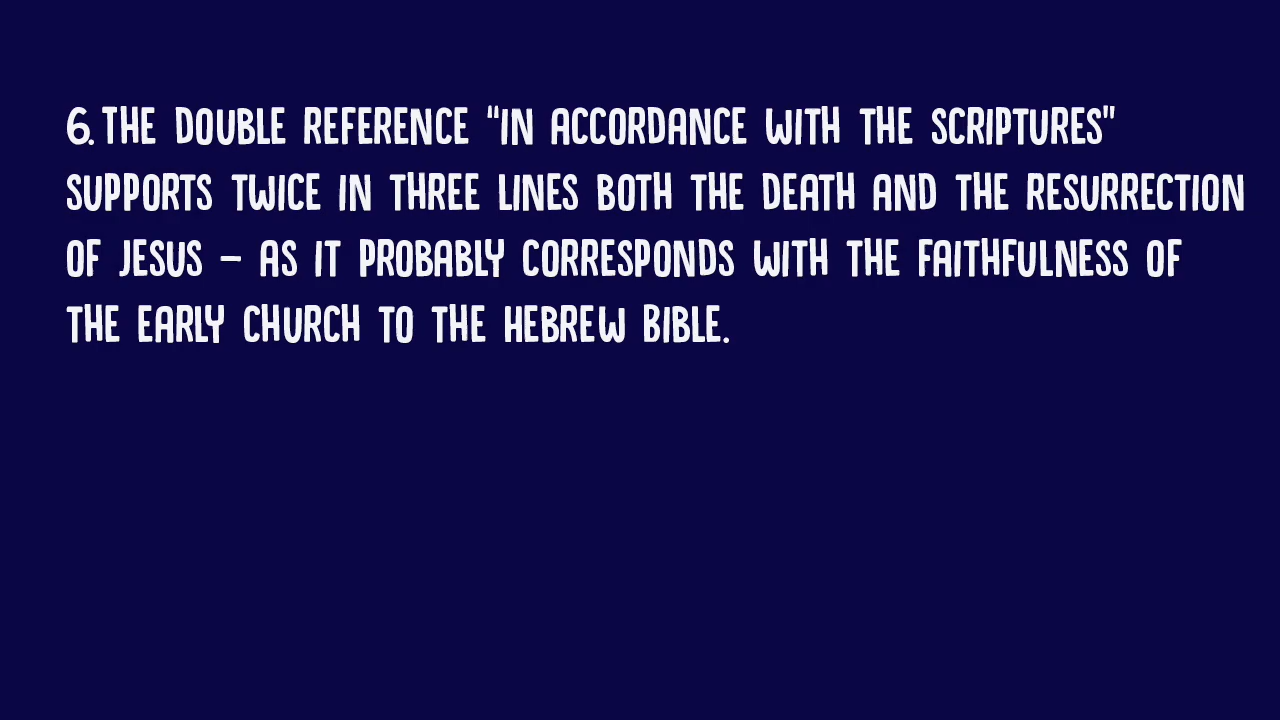 6. THE DOUBLE REFERENCE "IN ACCORDANCE WITH THE SCRIPTURES"
SUPPORTS TWICE IN THREE LINES BOTH THE DEATH AND THE RESURRECTION
OF JESUS – AS IT PROBABLY CORRESPONDS WITH THE FAITHFULNESS OF
THE EARLY CHURCH TO THE HEBREW BIBLE.